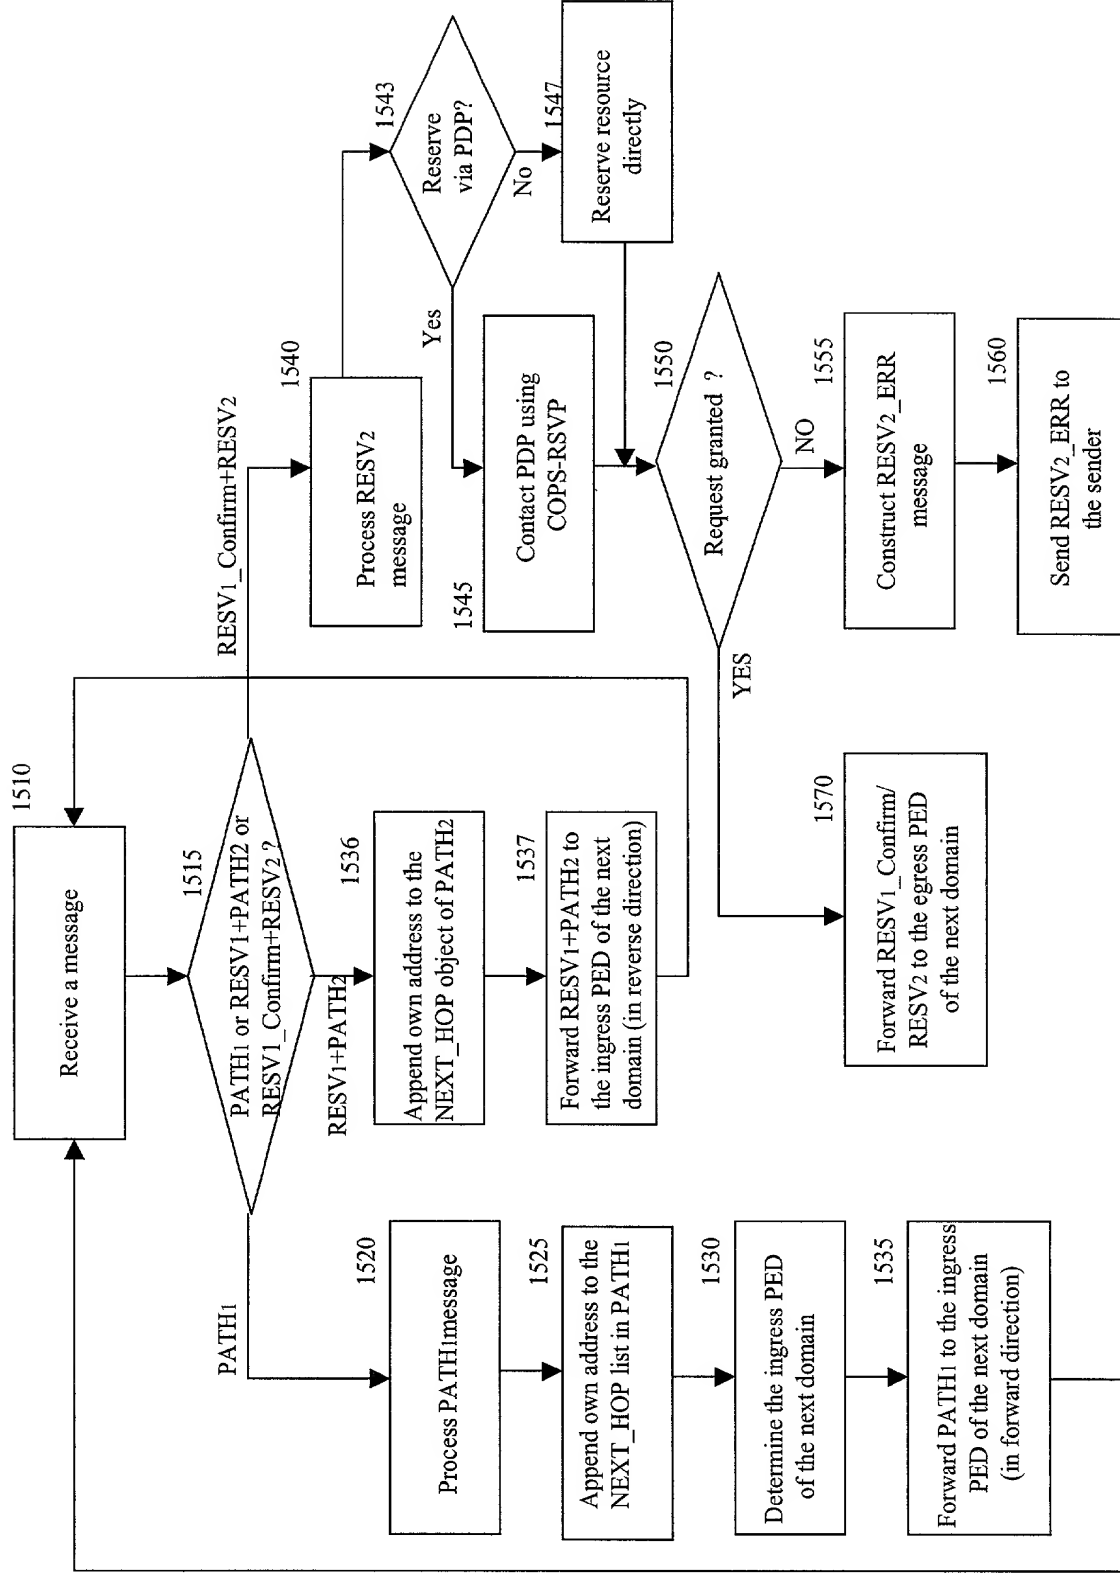 1510
Receive a message
1515
PATH1 or RESV1+PATH2 or
RESV1_Confirm+RESV2 ?
PATH1
1520
Process PATH1message
1525
Append own address to the
NEXT_HOP list in PATH1
1530
Determine the ingress PED
of the next domain
1535
Forward PATH1 to the ingress
PED of the next domain
(in forward direction)
RESV1+PATH2
1536
Append own address to the
NEXT_HOP object of PATH2
1537
Forward RESV1+PATH2 to
the ingress PED of the next
domain (in reverse direction)
RESV1_Confirm+RESV2
1540
Process RESV2
message
1543
Reserve
via PDP?
Yes
No
1545
Contact PDP using
COPS-RSVP
1547
Reserve resource
directly
1550
Request granted ?
YES
NO
1555
Construct RESV2_ERR
message
1560
Send RESV2_ERR to
the sender
1570
Forward RESV1_Confirm/
RESV2 to the egress PED
of the next domain